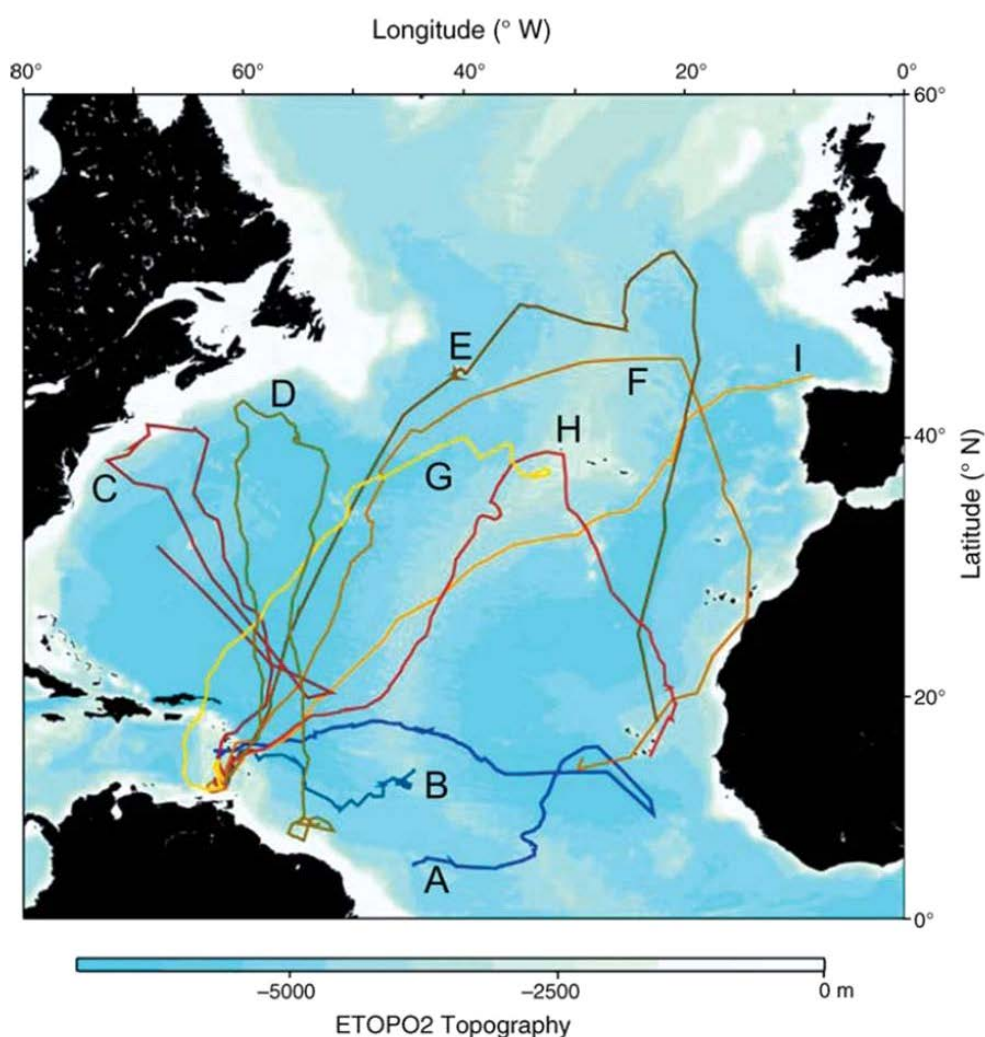 Longitude (° W)
80° 60° 40° 20° 0°
60°
I
E
F
D
H
40°
G
C
Latitude (° N)
20°
B
A
0°
−5000 −2500 0 m
ETOPO2 Topography